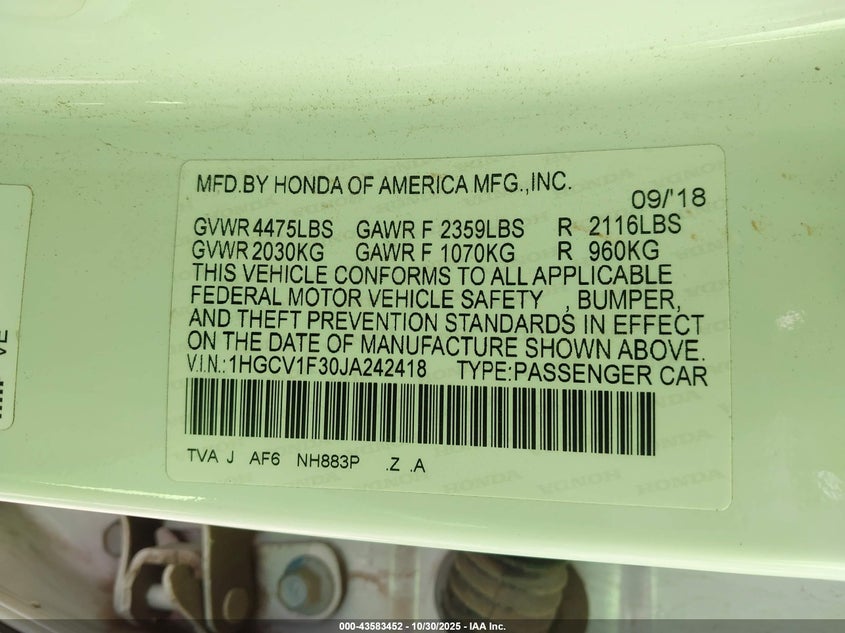 MFD.BY HONDA OF AMERICA MFG.,INC.
09/'18
GVWR 4475LBS GAWR F 2359LBS R 2116LBS
GVWR 2030KG GAWR F 1070KG R 960KG
THIS VEHICLE CONFORMS TO ALL APPLICABLE
FEDERAL MOTOR VEHICLE SAFETY , BUMPER,
AND THEFT PREVENTION STANDARDS IN EFFECT
ON THE DATE OF MANUFACTURE SHOWN ABOVE.
V.I.N.:1HGCV1F30JA242418 TYPE:PASSENGER CAR
TVA J AF6 NH883P .Z .A
VE
000-43583452 - 10/30/2025 - IAA Inc.